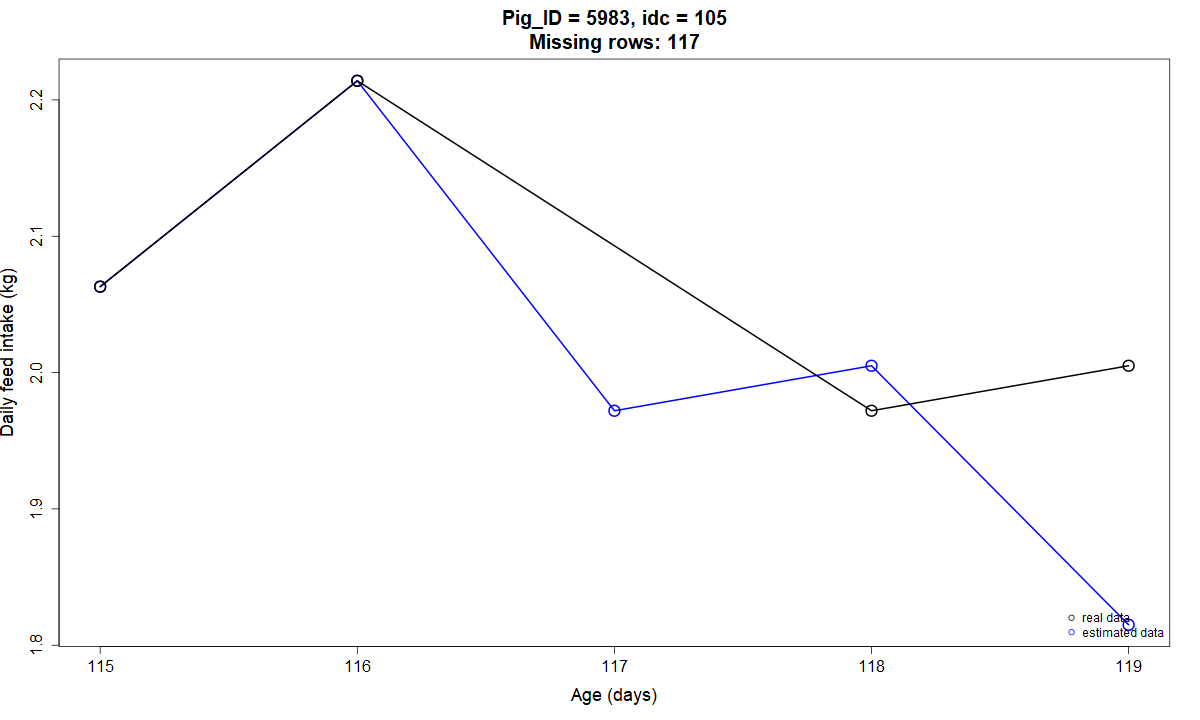 Pig_ID = 5983, idc = 105
Missing rows: 117
Daily feed intake (kg)
2.2
2.1
2.0
1.9
1.8
115
116
117
118
119
Age (days)
real data
estimated data